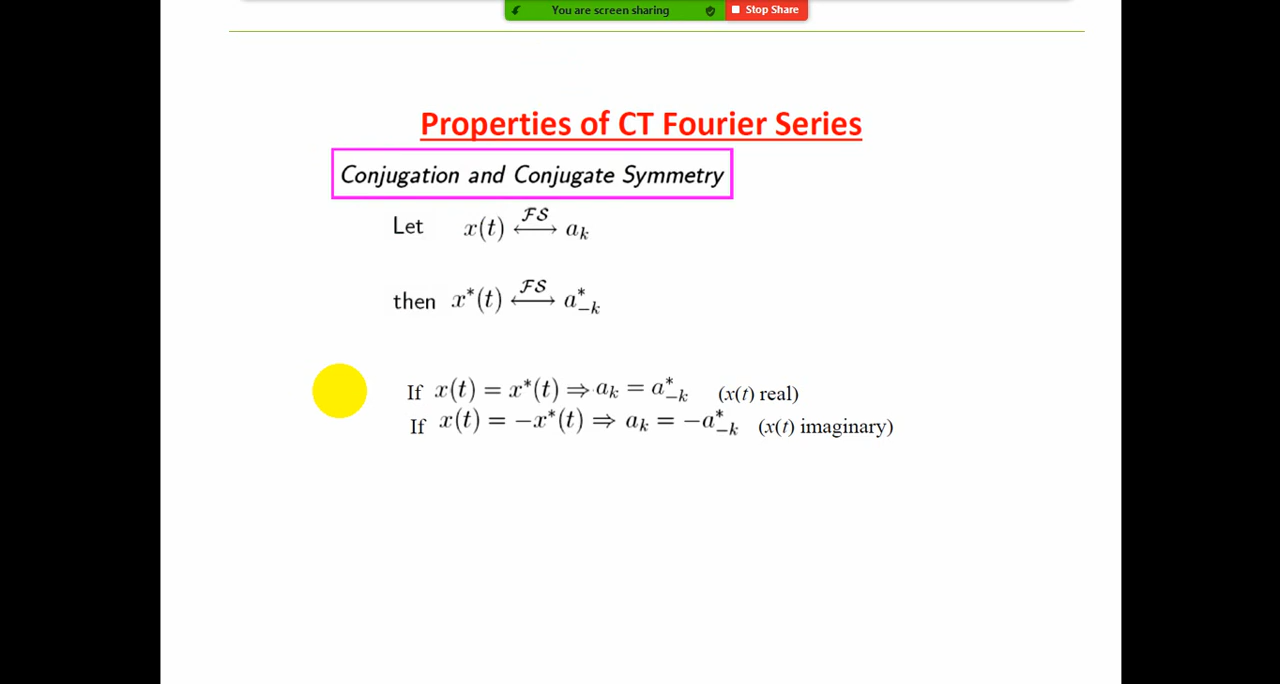 You are screen sharing Stop Share
Properties of CT Fourier Series
Conjugation and Conjugate Symmetry
Let x(t) ⟷^{FS} a_k
then x*(t) ⟷^{FS} a*_{-k}
If x(t) = x*(t) ⇒ a_k = a*_{-k} (x(t) real)
If x(t) = −x*(t) ⇒ a_k = −a*_{-k} (x(t) imaginary)